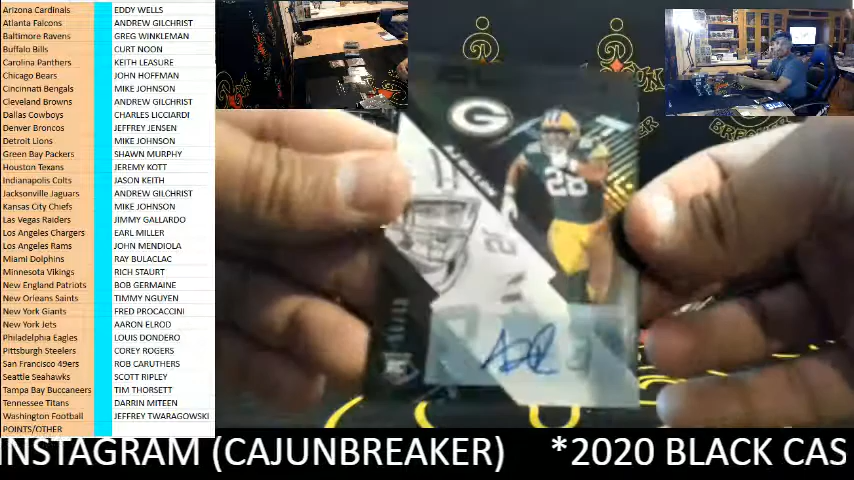 Arizona Cardinals EDDY WELLS
Atlanta Falcons ANDREW GILCHRIST
Baltimore Ravens GREG WINKLEMAN
Buffalo Bills CURT NOON
Carolina Panthers KEITH LEASURE
Chicago Bears JOHN HOFFMAN
Cincinnati Bengals MIKE JOHNSON
Cleveland Browns ANDREW GILCHRIST
Dallas Cowboys CHARLES LICCIARDI
Denver Broncos JEFFREY JENSEN
Detroit Lions MIKE JOHNSON
Green Bay Packers SHAWN MURPHY
Houston Texans JEREMY KOTT
Indianapolis Colts JASON KEITH
Jacksonville Jaguars ANDREW GILCHRIST
Kansas City Chiefs MIKE JOHNSON
Las Vegas Raiders JIMMY GALLARDO
Los Angeles Chargers EARL MILLER
Los Angeles Rams JOHN MENDIOLA
Miami Dolphins RAY BULACLAC
Minnesota Vikings RICH STAURT
New England Patriots BOB GERMAINE
New Orleans Saints TIMMY NGUYEN
New York Giants FRED PROCACCINI
New York Jets AARON ELROD
Philadelphia Eagles LOUIS DONDERO
Pittsburgh Steelers COREY ROGERS
San Francisco 49ers ROB CARUTHERS
Seattle Seahawks SCOTT RIPLEY
Tampa Bay Buccaneers TIM THORSETT
Tennessee Titans DARRIN MITEEN
Washington Football JEFFREY TWARAGOWSKI
POINTS/OTHER
G
28
INSTAGRAM (CAJUNBREAKER) *2020 BLACK CAS